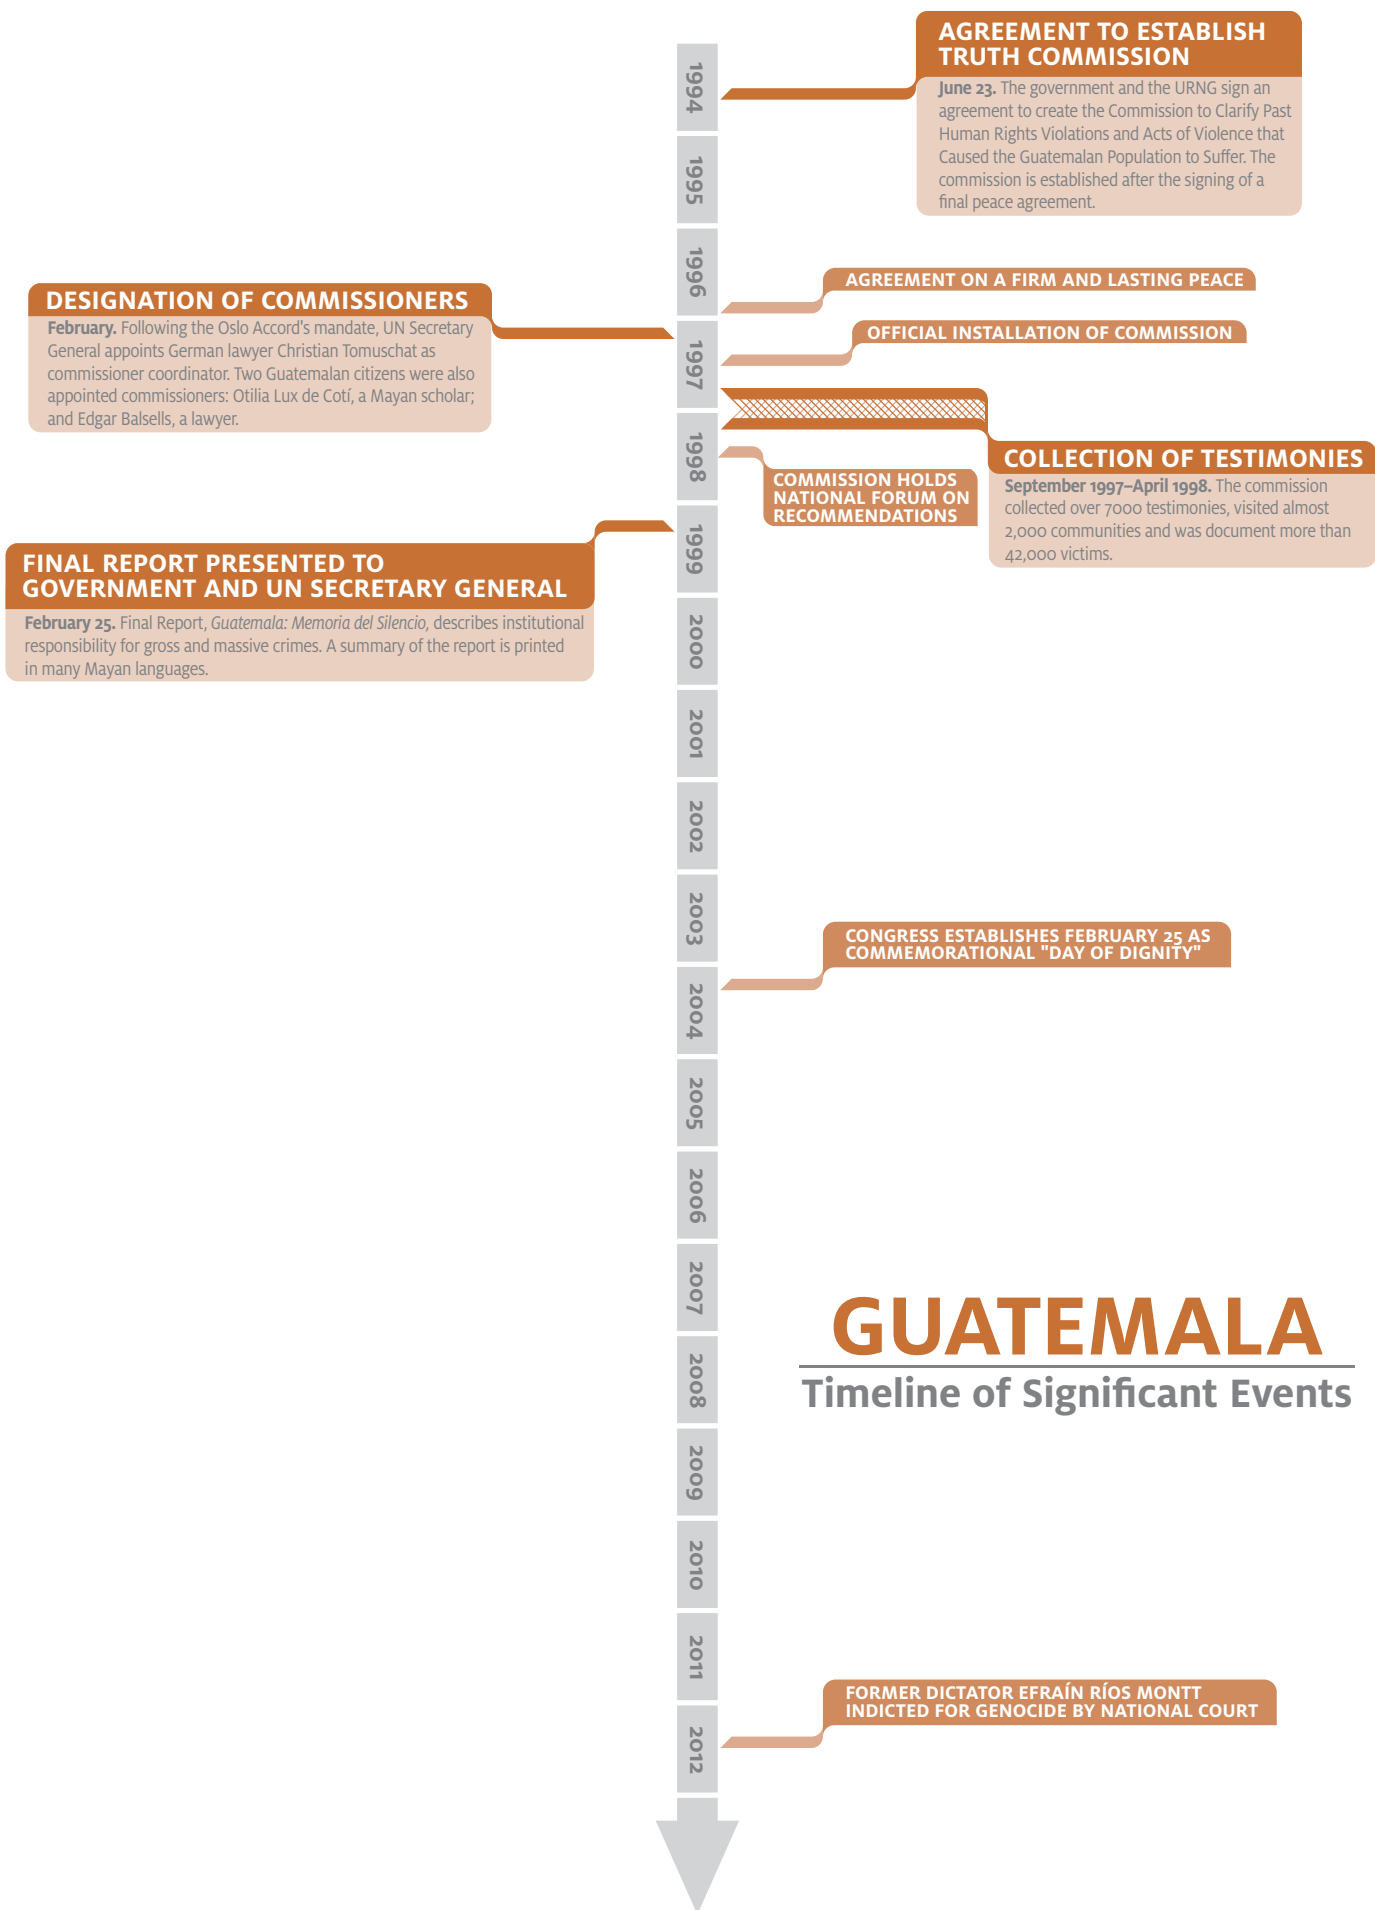 AGREEMENT TO ESTABLISH
TRUTH COMMISSION
June 23. The government and the URNG sign an
agreement to create the Commission to Clarify Past
Human Rights Violations and Acts of Violence that
Caused the Guatemalan Population to Suffer. The
commission is established after the signing of a
final peace agreement.
1994
1995
1996
AGREEMENT ON A FIRM AND LASTING PEACE
DESIGNATION OF COMMISSIONERS
February. Following the Oslo Accord's mandate, UN Secretary
General appoints German lawyer Christian Tomuschat as
commissioner coordinator. Two Guatemalan citizens were also
appointed commissioners: Otilia Lux de Cotí, a Mayan scholar;
and Edgar Balsells, a lawyer.
OFFICIAL INSTALLATION OF COMMISSION
1997
COLLECTION OF TESTIMONIES
September 1997–April 1998. The commission
collected over 7000 testimonies, visited almost
2,000 communities and was document more than
42,000 victims.
1998
COMMISSION HOLDS
NATIONAL FORUM ON
RECOMMENDATIONS
1999
FINAL REPORT PRESENTED TO
GOVERNMENT AND UN SECRETARY GENERAL
February 25. Final Report, Guatemala: Memoria del Silencio, describes institutional
responsibility for gross and massive crimes. A summary of the report is printed
in many Mayan languages.
2000
2001
2002
2003
CONGRESS ESTABLISHES FEBRUARY 25 AS
COMMEMORATIONAL "DAY OF DIGNITY"
2004
2005
2006
2007
GUATEMALA
Timeline of Significant Events
2008
2009
2010
2011
FORMER DICTATOR EFRAÍN RÍOS MONTT
INDICTED FOR GENOCIDE BY NATIONAL COURT
2012